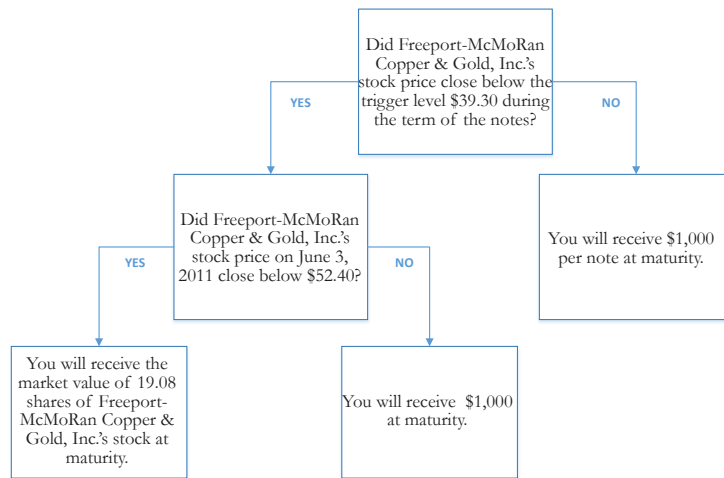 Did Freeport-McMoRan
Copper & Gold, Inc.'s
stock price close below the
trigger level $39.30 during
the term of the notes?
YES
NO
Did Freeport-McMoRan
Copper & Gold, Inc.'s
stock price on June 3,
2011 close below $52.40?
You will receive $1,000
per note at maturity.
YES
NO
You will receive the
market value of 19.08
shares of Freeport-
McMoRan Copper &
Gold, Inc.'s stock at
maturity.
You will receive $1,000
at maturity.